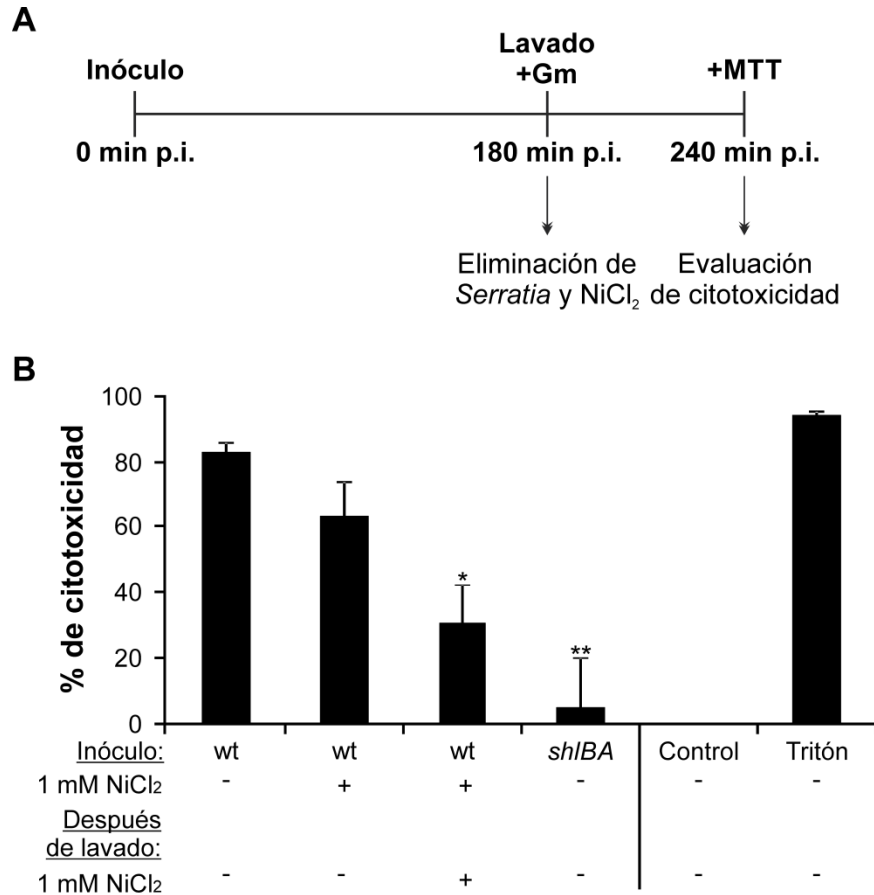 A
Inóculo
Lavado
+Gm
+MTT
0 min p.i.
180 min p.i.
240 min p.i.
Eliminación de
Serratia y NiCl₂
Evaluación
de citotoxicidad
B
% de citotoxicidad
100
80
60
40
20
0
*
**
Inóculo: wt wt wt shlBA Control Tritón
1 mM NiCl₂ - + + - - -
Después
de lavado:
1 mM NiCl₂ - - + - - -